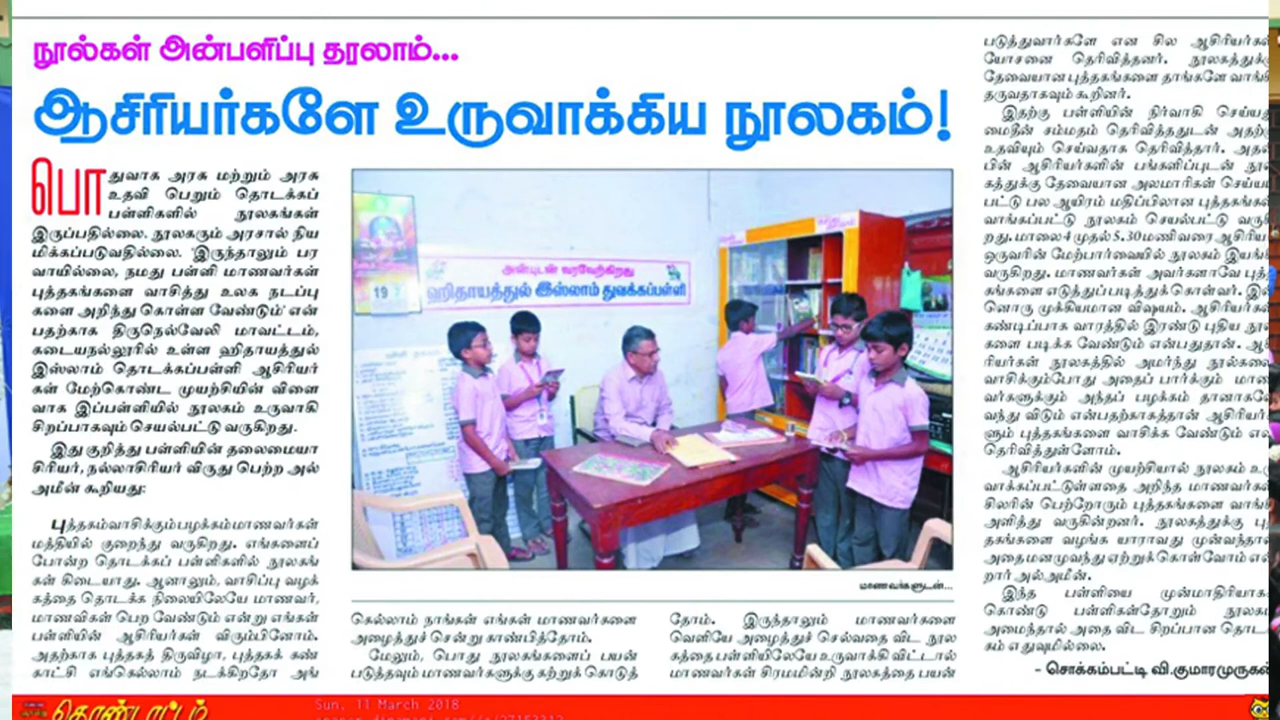 நூல்கள் அன்பளிப்பு தரலாம்...
ஆசிரியர்களே உருவாக்கிய நூலகம்!
பொதுவாக அரசு மற்றும் அரசு
உதவி பெறும் தொடக்கப்
பள்ளிகளில் நூலகங்கள்
இருப்பதில்லை. நூலகரும் அரசால் நிய
மிக்கப்படுவதில்லை. 'இருந்தாலும் பர
வாயில்லை, நமது பள்ளி மாணவர்கள்
புத்தகங்களை வாசித்து உலக நடப்பு
களை அறிந்து கொள்ள வேண்டும்' என்
பதற்காக திருநெல்வேலி மாவட்டம்,
கடையநல்லூரில் உள்ள ஹிதாயத்துல்
இஸ்லாம் தொடக்கப்பள்ளி ஆசிரியர்
கள் மேற்கொண்ட முயற்சியின் விளை
வாக இப்பள்ளியில் நூலகம் உருவாகி
சிறப்பாகவும் செயல்பட்டு வருகிறது.
இது குறித்து பள்ளியின் தலைமையா
சிரியர், நல்லாசிரியர் விருது பெற்ற அல்
அமீன் கூறியது:
புத்தகம்வாசிக்கும்பழக்கம்மாணவர்கள்
மத்தியில் குறைந்து வருகிறது. எங்களைப்
போன்ற தொடக்கப் பள்ளிகளில் நூலகங்
கள் கிடையாது. ஆனாலும், வாசிப்பு வழக்
கத்தை தொடக்க நிலையிலேயே மாணவர்,
மாணவிகள் பெற வேண்டும் என்று எங்கள்
பள்ளியின் ஆசிரியர்கள் விரும்பினோம்.
அதற்காக புத்தகத் திருவிழா, புத்தகக் கண்
காட்சி எங்கெல்லாம் நடக்கிறதோ அங்
அன்புடன் வரவேற்கிறது
ஹிதாயத்துல் இஸ்லாம் துவக்கப்பள்ளி
19
மாணவர்களுடன்...
கெல்லாம் நாங்கள் எங்கள் மாணவர்களை
அழைத்துச் சென்று காண்பித்தோம்.
மேலும், பொது நூலகங்களைப் பயன்
படுத்தவும் மாணவர்களுக்கு கற்றுக் கொடுத்
தோம். இருந்தாலும் மாணவர்களை
வெளியே அழைத்துச் செல்வதை விட நூல
கத்தை பள்ளியிலேயே உருவாக்கி விட்டால்
மாணவர்கள் சிரமமின்றி நூலகத்தை பயன்
படுத்துவார்களே என சில ஆசிரியர்கள்
யோசனை தெரிவித்தனர். நூலகத்துக்கு
தேவையான புத்தகங்களை தாங்களே வாங்கி
தருவதாகவும் கூறினர்.
இதற்கு பள்ளியின் நிர்வாகி செய்யது
மைதீன் சம்மதம் தெரிவித்ததுடன் அதற்கு
உதவியும் செய்வதாக தெரிவித்தார். அதன்
பின் ஆசிரியர்களின் பங்களிப்புடன் நூல
கத்துக்கு தேவையான அலமாரிகள் செய்யப்
பட்டு பல ஆயிரம் மதிப்பிலான புத்தகங்கள்
வாங்கப்பட்டு நூலகம் செயல்பட்டு வருகி
றது. மாலை 4 முதல் 5.30 மணி வரை ஆசிரியர்
ஒருவரின் மேற்பார்வையில் நூலகம் இயங்கி
வருகிறது. மாணவர்கள் அவர்களாவே புத்த
கங்களை எடுத்துப் படித்துக்கொள்வர். இன்
னொரு முக்கியமான விஷயம். ஆசிரியர்கள்
கண்டிப்பாக வாரத்தில் இரண்டு புதிய நூல்
களை படிக்க வேண்டும் என்பதுதான். ஆசி
ரியர்கள் நூலகத்தில் அமர்ந்து நூல்களை
வாசிக்கும்போது அதைப் பார்க்கும் மாண
வர்களுக்கும் அந்தப் பழக்கம் தானாகவே
வந்து விடும் என்பதற்காகத்தான் ஆசிரியர்க
ளும் புத்தகங்களை வாசிக்க வேண்டும் எனத்
தெரிவித்துள்ளோம்.
ஆசிரியர்களின் முயற்சியால் நூலகம் உரு
வாக்கப்பட்டுள்ளதை அறிந்த மாணவர்கள்
சிலரின் பெற்றோரும் புத்தகங்களை வாங்கி
அளித்து வருகின்றனர். நூலகத்துக்கு புத்
தகங்களை வழங்க யாராவது முன்வந்தால்
அதை மனமுவந்து ஏற்றுக்கொள்வோம் என்
றார் அல்அமீன்.
இந்த பள்ளியை முன்மாதிரியாகக்
கொண்டு பள்ளிகள்தோறும் நூலகம்
அமைந்தால் அதை விட சிறப்பான தொடக்
கம் எதுவுமில்லை.
- சொக்கம்பட்டி வி.குமாரமுருகன்
கொண்டாட்டம்
Sun, 11 March 2018